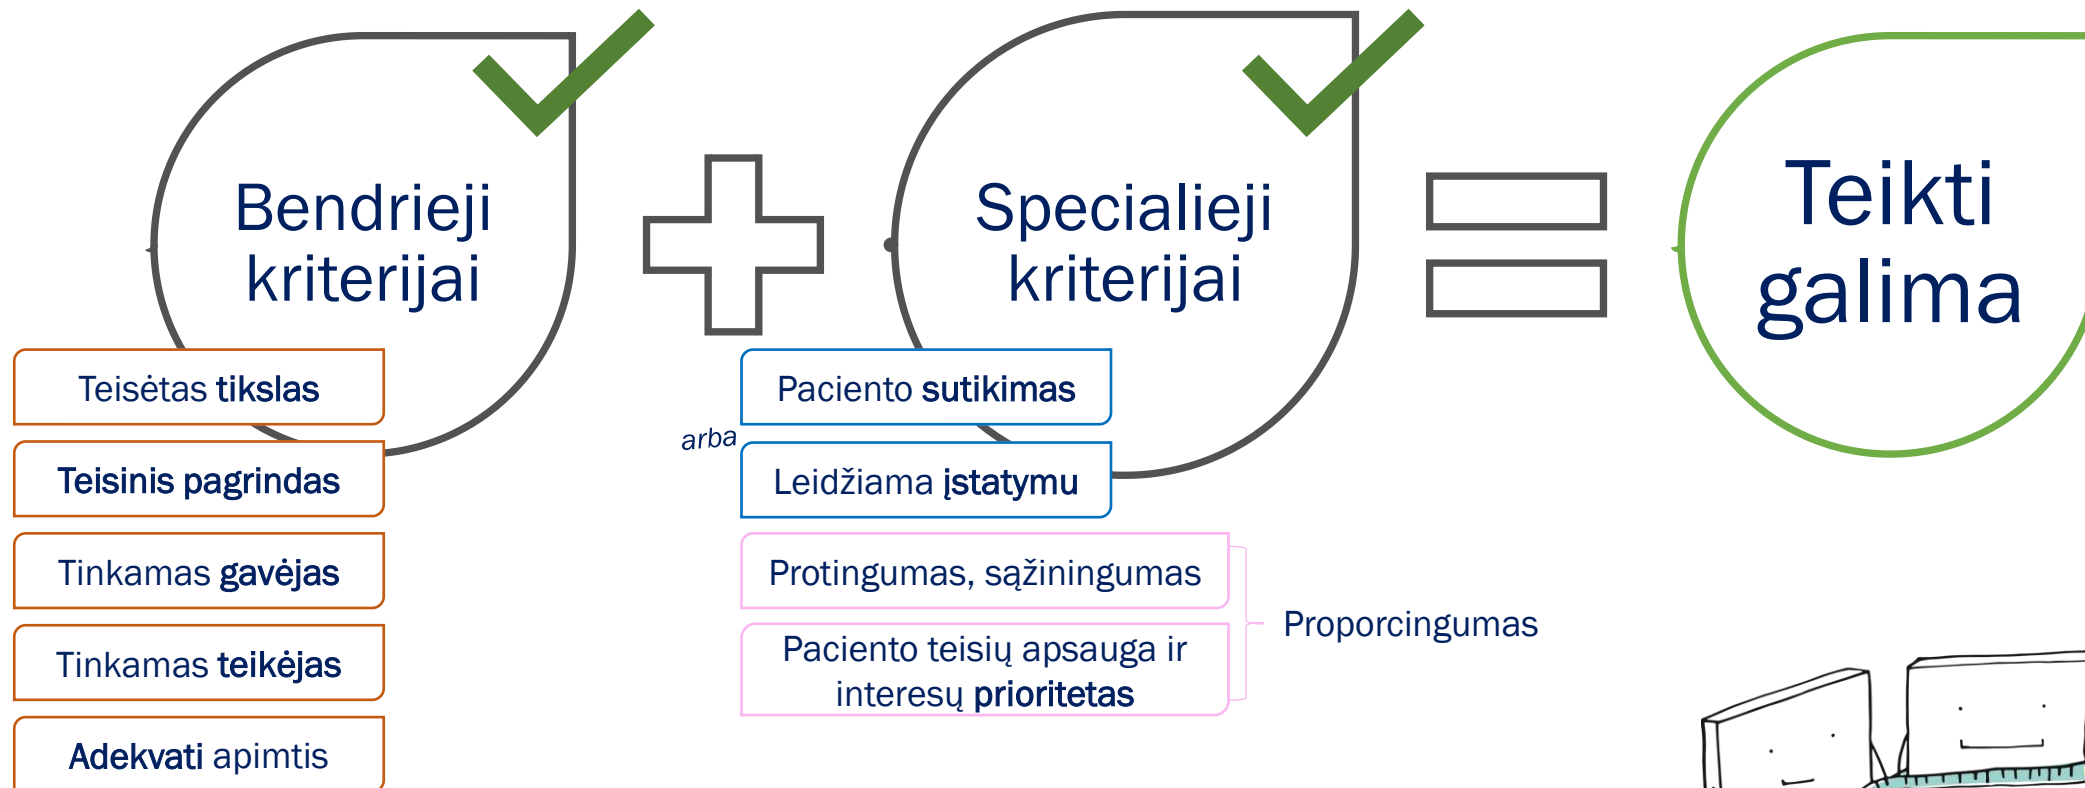 Bendrieji
kriterijai
Teisėtas tikslas
Teisinis pagrindas
Tinkamas gavėjas
Tinkamas teikėjas
Adekvati apimtis
Specialieji
kriterijai
Paciento sutikimas
arba
Leidžiama įstatymu
Protingumas, sąžiningumas
Paciento teisių apsauga ir
interesų prioritetas
Proporcingumas
Teikti
galima